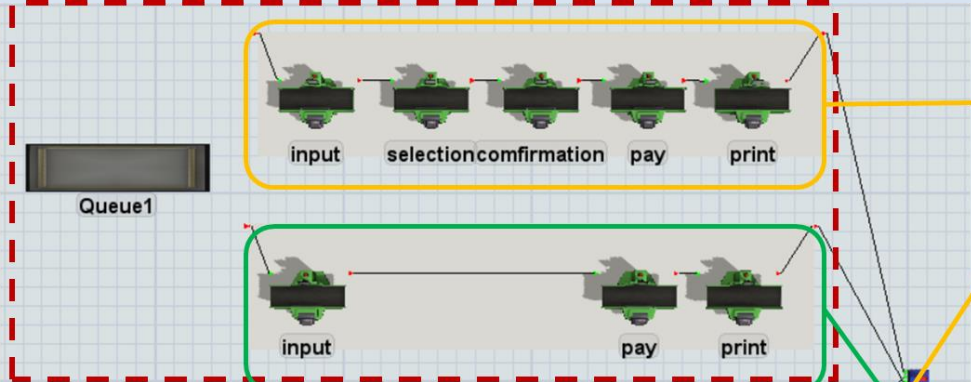 input
selection
comfirmation
pay
print
Queue1
input
pay
print